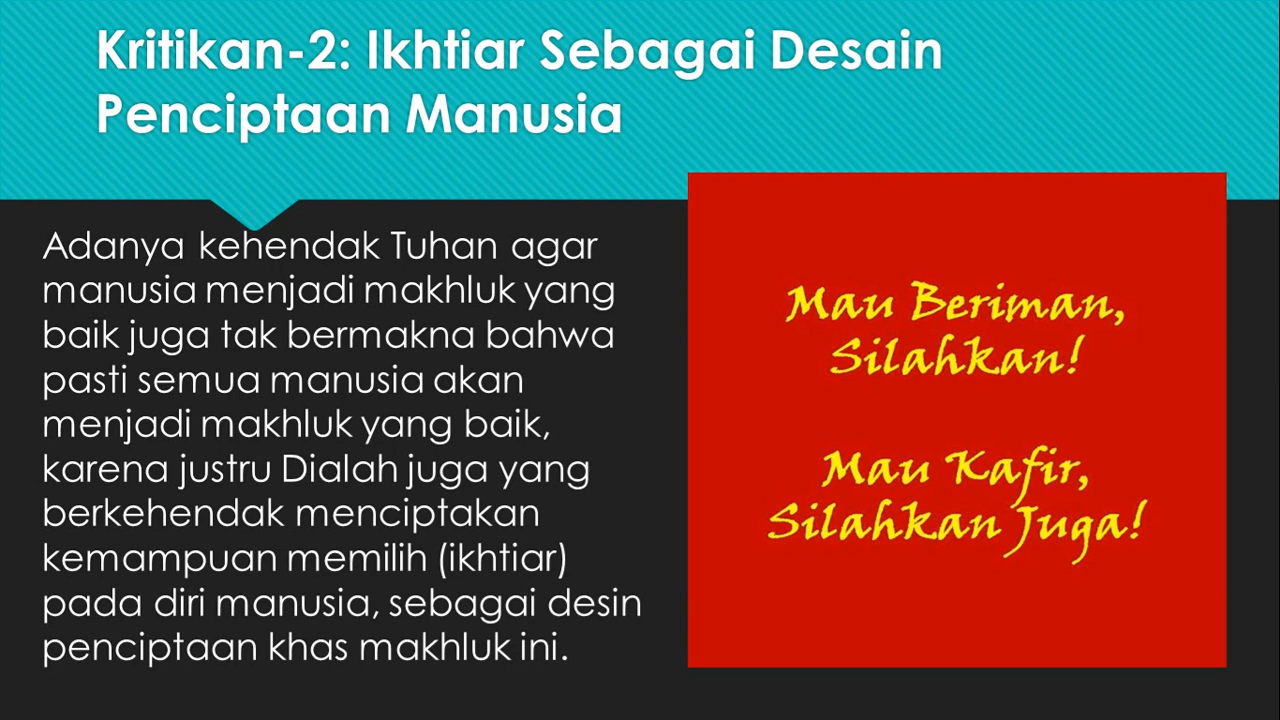 Kritikan-2: Ikhtiar Sebagai Desain
Penciptaan Manusia
Adanya kehendak Tuhan agar
manusia menjadi makhluk yang
baik juga tak bermakna bahwa
pasti semua manusia akan
menjadi makhluk yang baik,
karena justru Dialah juga yang
berkehendak menciptakan
kemampuan memilih (ikhtiar)
pada diri manusia, sebagai desin
penciptaan khas makhluk ini.
Mau Beriman,
Silahkan!
Mau Kafir,
Silahkan Juga!